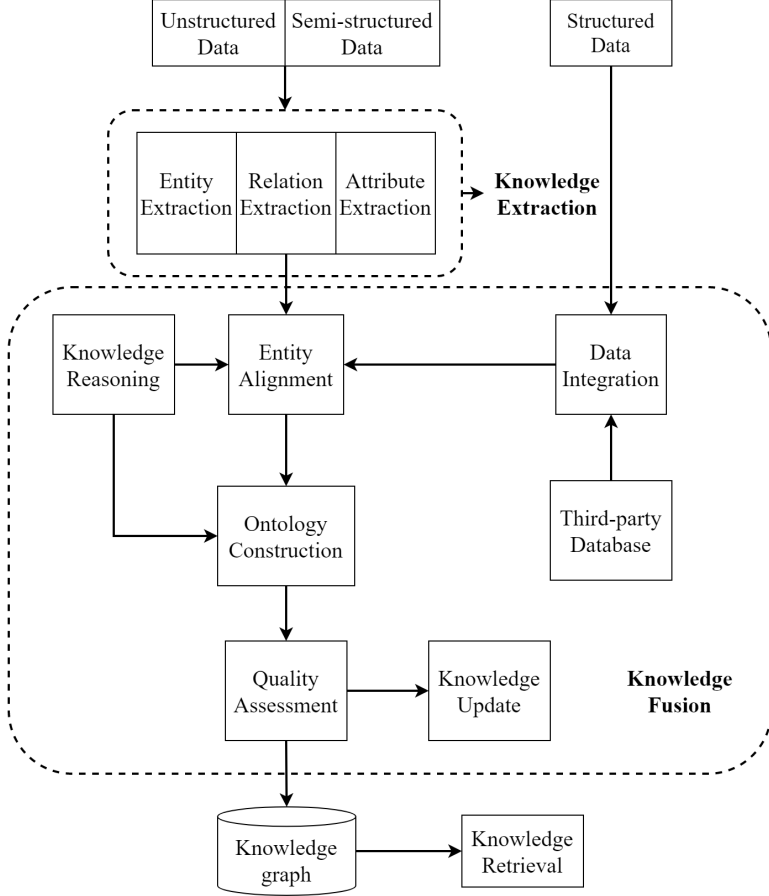 Unstructured
Data
Semi-structured
Data
Structured
Data
Entity
Extraction
Relation
Extraction
Attribute
Extraction
Knowledge
Extraction
Knowledge
Reasoning
Entity
Alignment
Data
Integration
Ontology
Construction
Third-party
Database
Quality
Assessment
Knowledge
Update
Knowledge
Fusion
Knowledge
graph
Knowledge
Retrieval